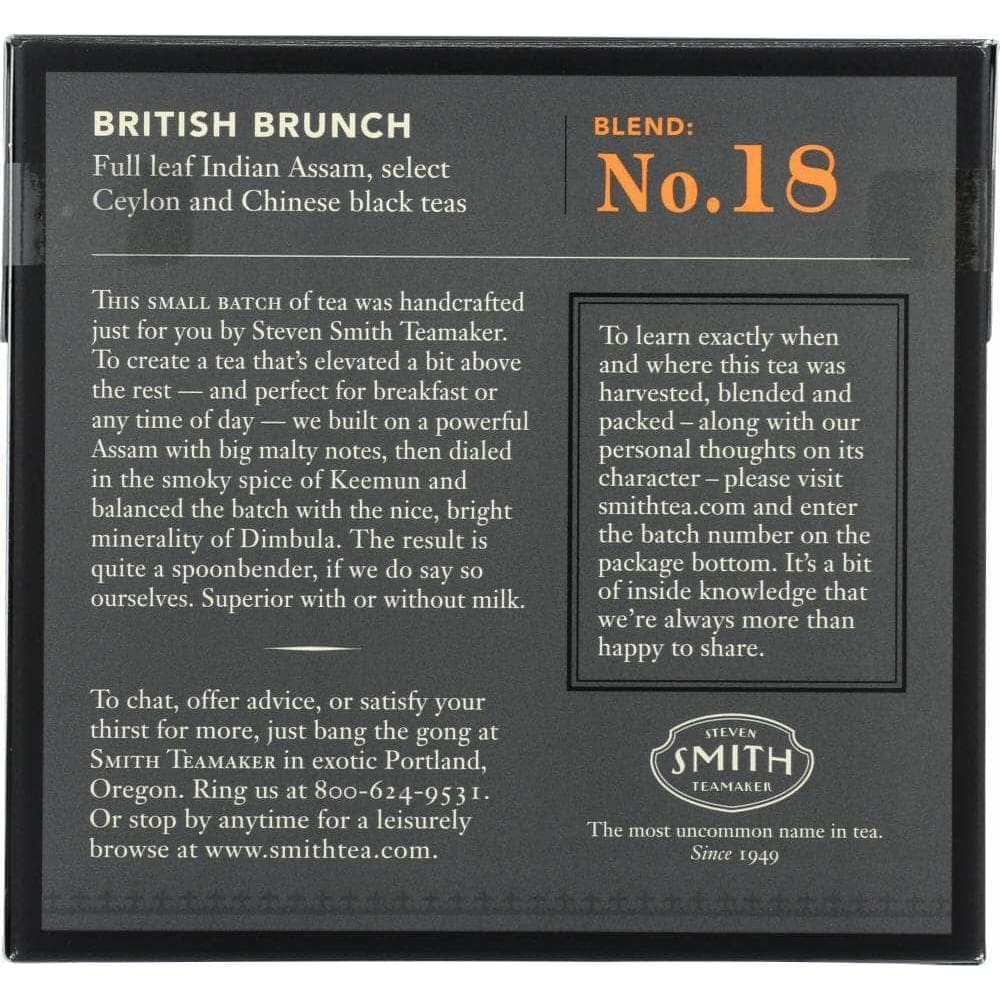 BRITISH BRUNCH
Full leaf Indian Assam, select
Ceylon and Chinese black teas
BLEND:
No.18
THIS SMALL BATCH of tea was handcrafted
just for you by Steven Smith Teamaker.
To create a tea that's elevated a bit above
the rest — and perfect for breakfast or
any time of day — we built on a powerful
Assam with big malty notes, then dialed
in the smoky spice of Keemun and
balanced the batch with the nice, bright
minerality of Dimbula. The result is
quite a spoonbender, if we do say so
ourselves. Superior with or without milk.
To chat, offer advice, or satisfy your
thirst for more, just bang the gong at
SMITH TEAMAKER in exotic Portland,
Oregon. Ring us at 800-624-9531.
Or stop by anytime for a leisurely
browse at www.smithtea.com.
To learn exactly when
and where this tea was
harvested, blended and
packed – along with our
personal thoughts on its
character – please visit
smithtea.com and enter
the batch number on the
package bottom. It's a bit
of inside knowledge that
we're always more than
happy to share.
STEVEN
SMITH
TEAMAKER
The most uncommon name in tea.
Since 1949